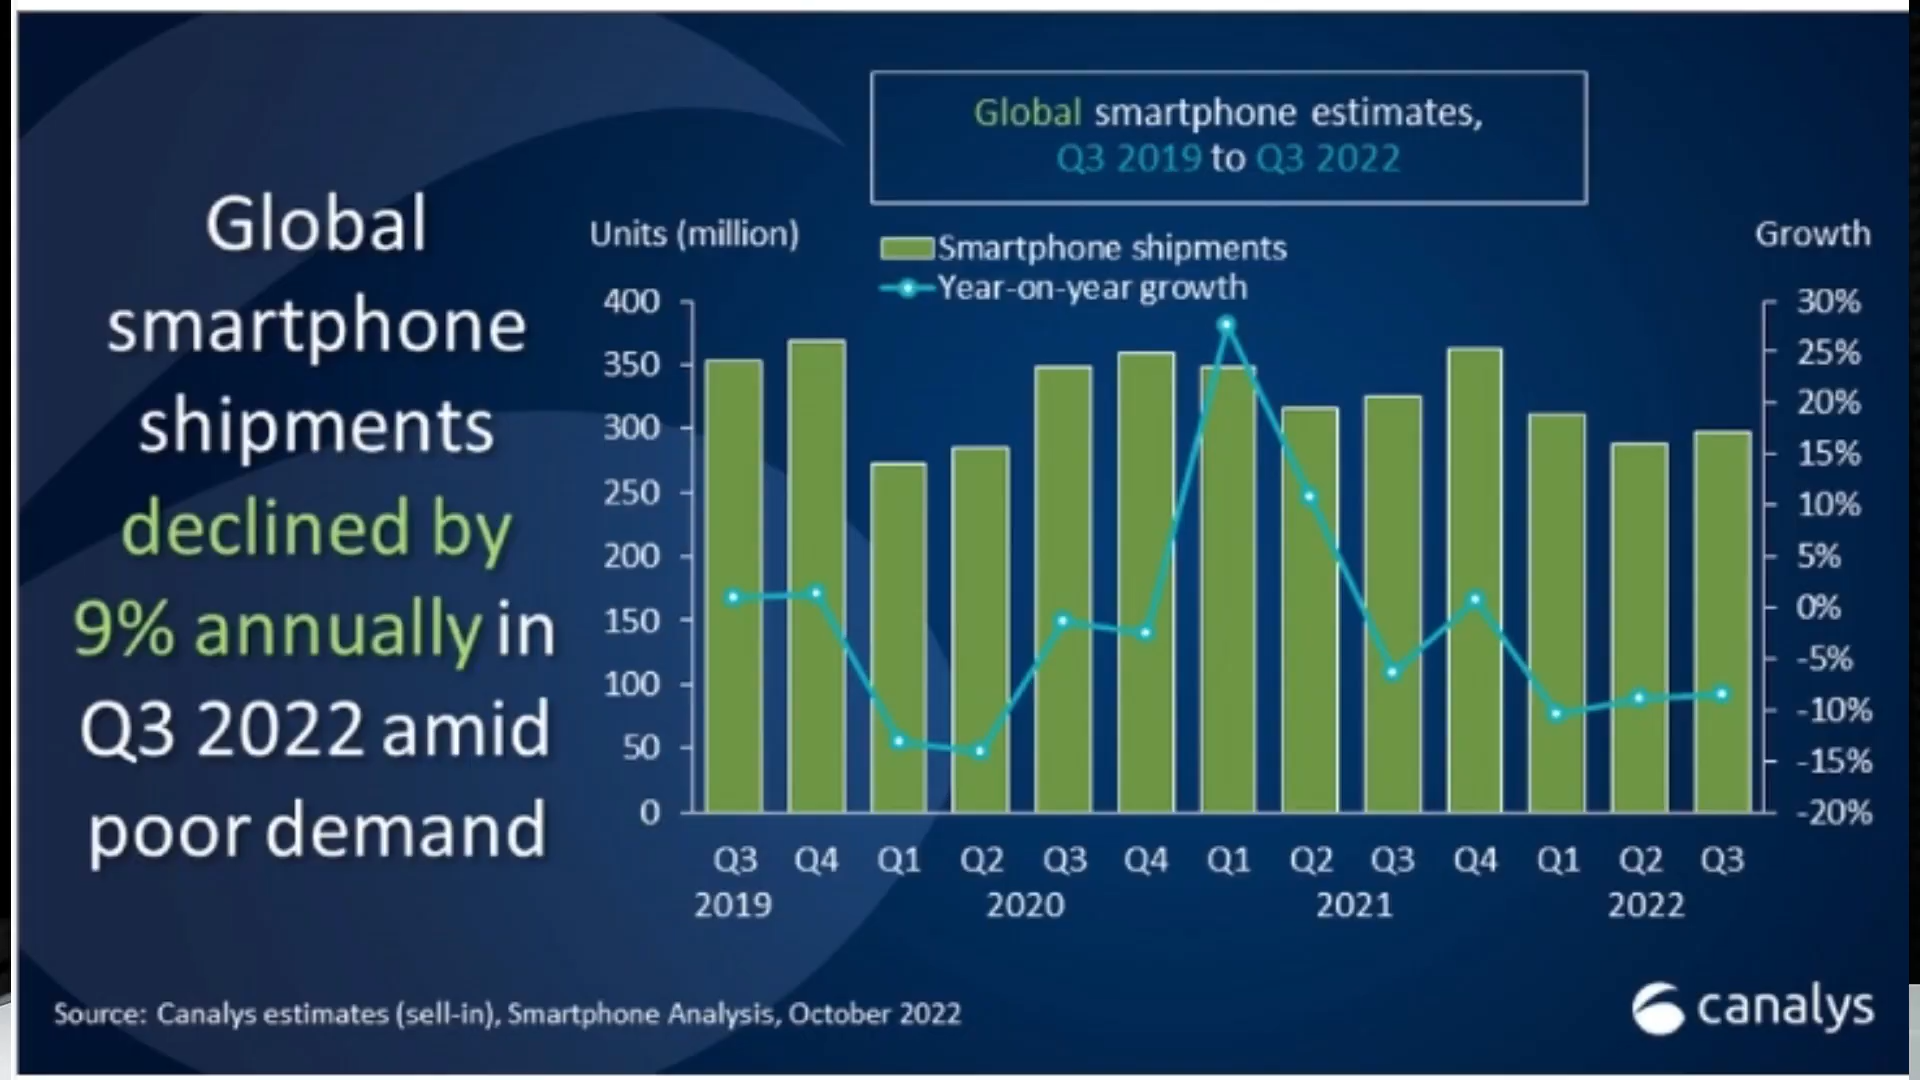 Global
smartphone
shipments
declined by
9% annually in
Q3 2022 amid
poor demand
Global smartphone estimates,
Q3 2019 to Q3 2022
Units (million)
Growth
Smartphone shipments
Year-on-year growth
400
350
300
250
200
150
100
50
0
30%
25%
20%
15%
10%
5%
0%
-5%
-10%
-15%
-20%
Q3 Q4 Q1 Q2 Q3 Q4 Q1 Q2 Q3 Q4 Q1 Q2 Q3
2019 2020 2021 2022
Source: Canalys estimates (sell-in), Smartphone Analysis, October 2022
canalys